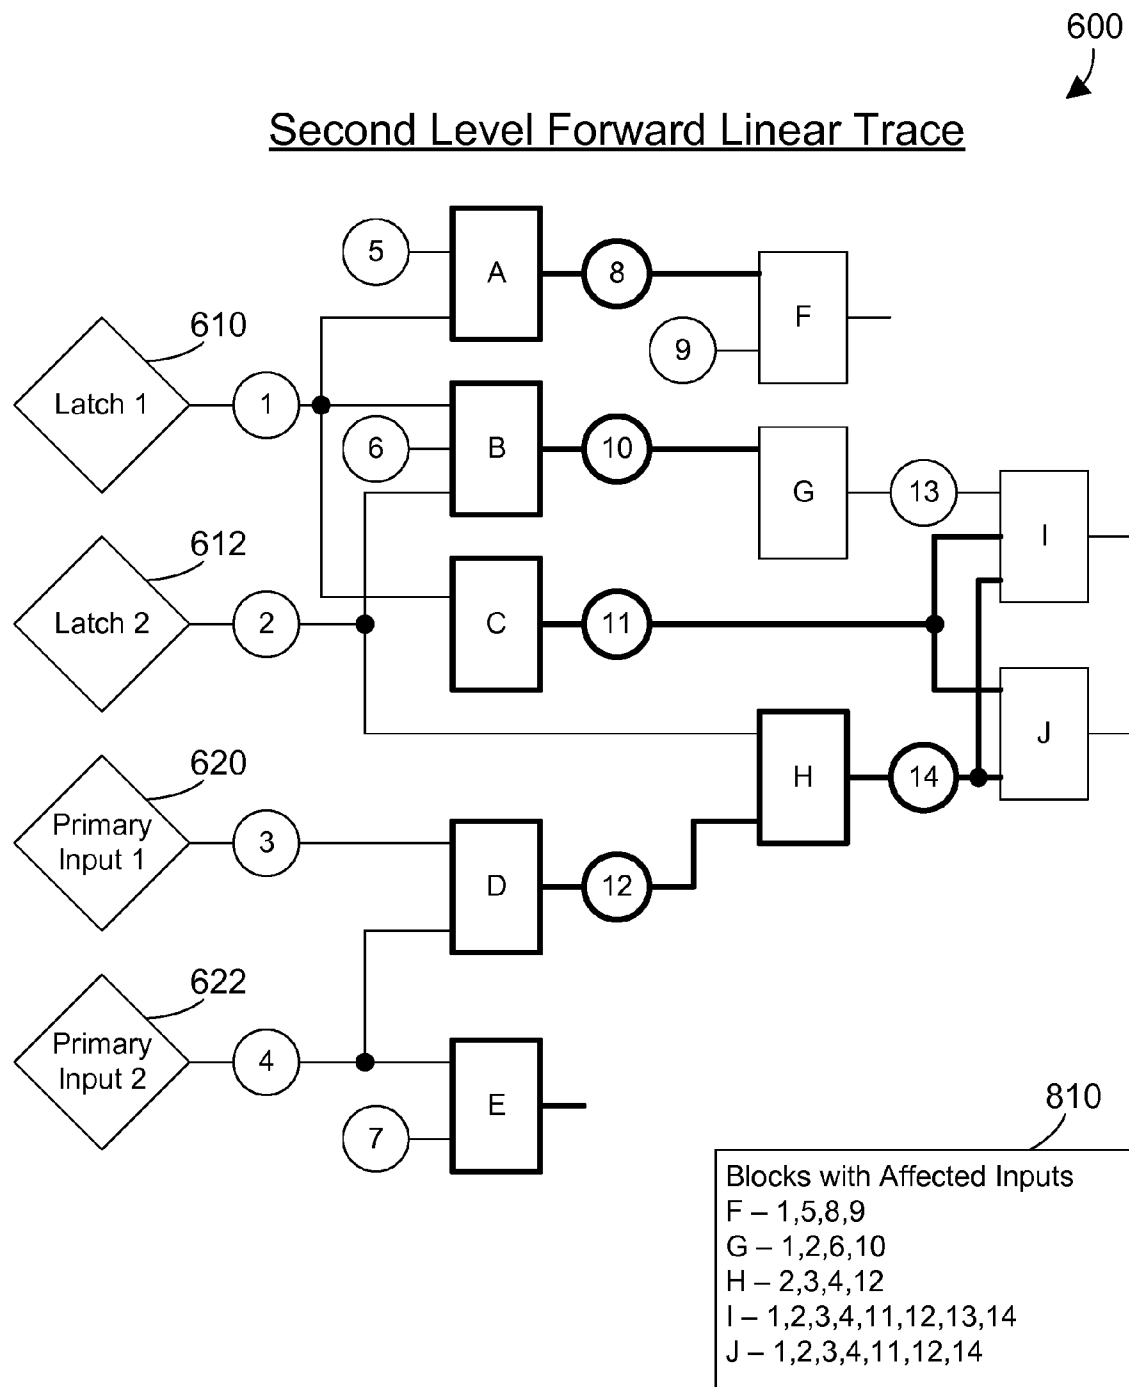 600
Second Level Forward Linear Trace
5
A
8
F
9
610
Latch 1
1
6
B
10
G
13
I
612
Latch 2
2
C
11
J
H
14
620
Primary
Input 1
3
D
12
622
Primary
Input 2
4
E
7
810
Blocks with Affected Inputs
F – 1,5,8,9
G – 1,2,6,10
H – 2,3,4,12
I – 1,2,3,4,11,12,13,14
J – 1,2,3,4,11,12,14